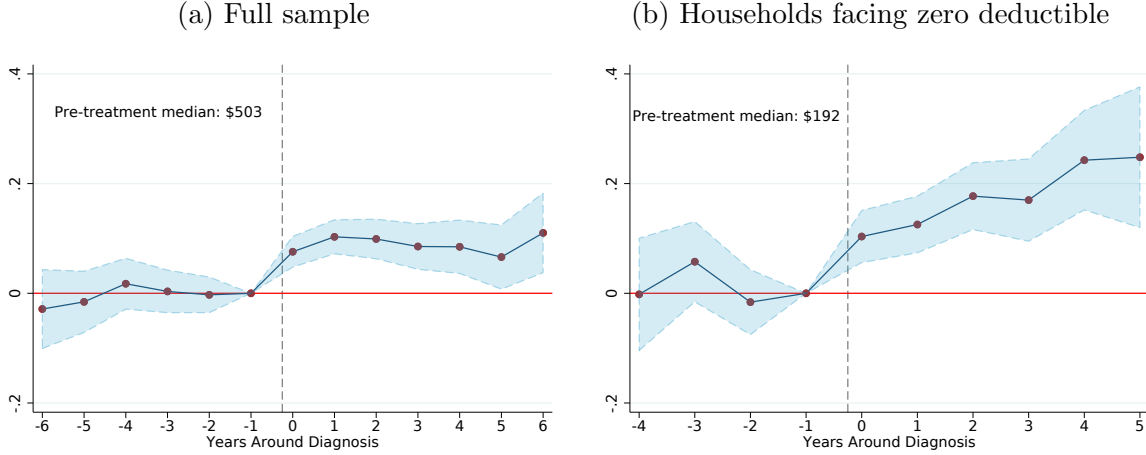 (a) Full sample
(b) Households facing zero deductible
.4
.2
0
-.2
Pre-treatment median: $503
-6 -5 -4 -3 -2 -1 0 1 2 3 4 5 6
Years Around Diagnosis
.4
.2
0
-.2
Pre-treatment median: $192
-4 -3 -2 -1 0 1 2 3 4 5
Years Around Diagnosis